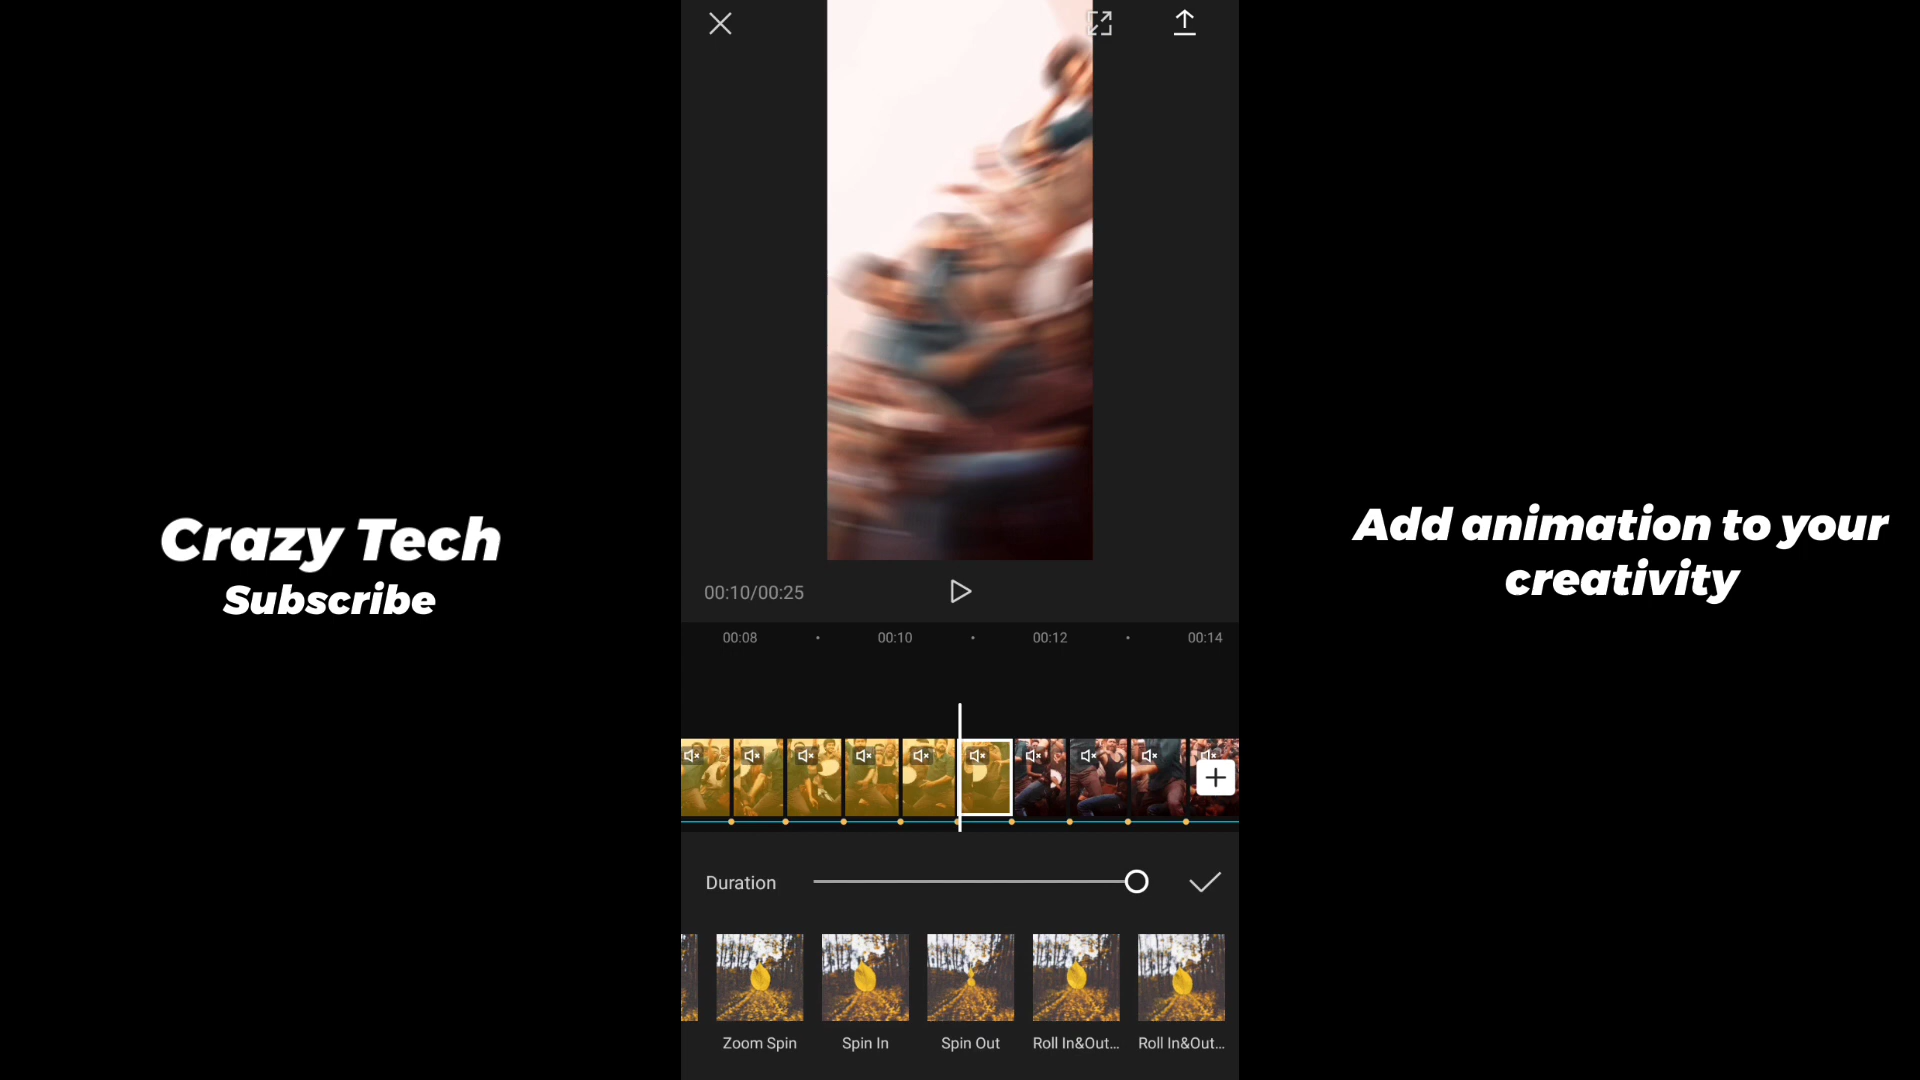 Crazy Tech
Subscribe
Add animation to your
creativity
00:10/00:25
00:08
00:10
00:12
00:14
Duration
Zoom Spin
Spin In
Spin Out
Roll In&Out...
Roll In&Out...